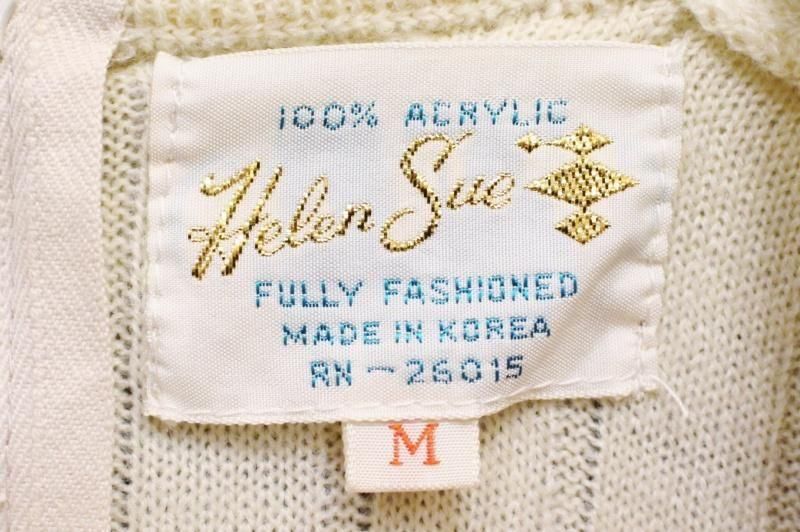 100% ACRYLIC
Helen Sue
FULLY FASHIONED
MADE IN KOREA
RN-26015
M